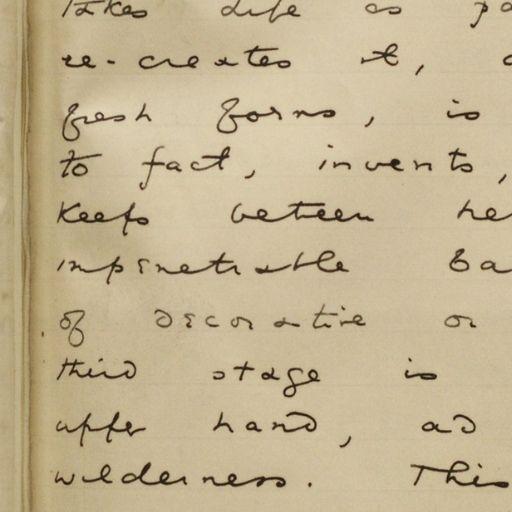 takes life as pa
re-creates it, a
fresh forms, is
to fact, invents,
keeps between he
impenetrable ba
of decorative or
third stage is
upper hand, ad
wilderness. This